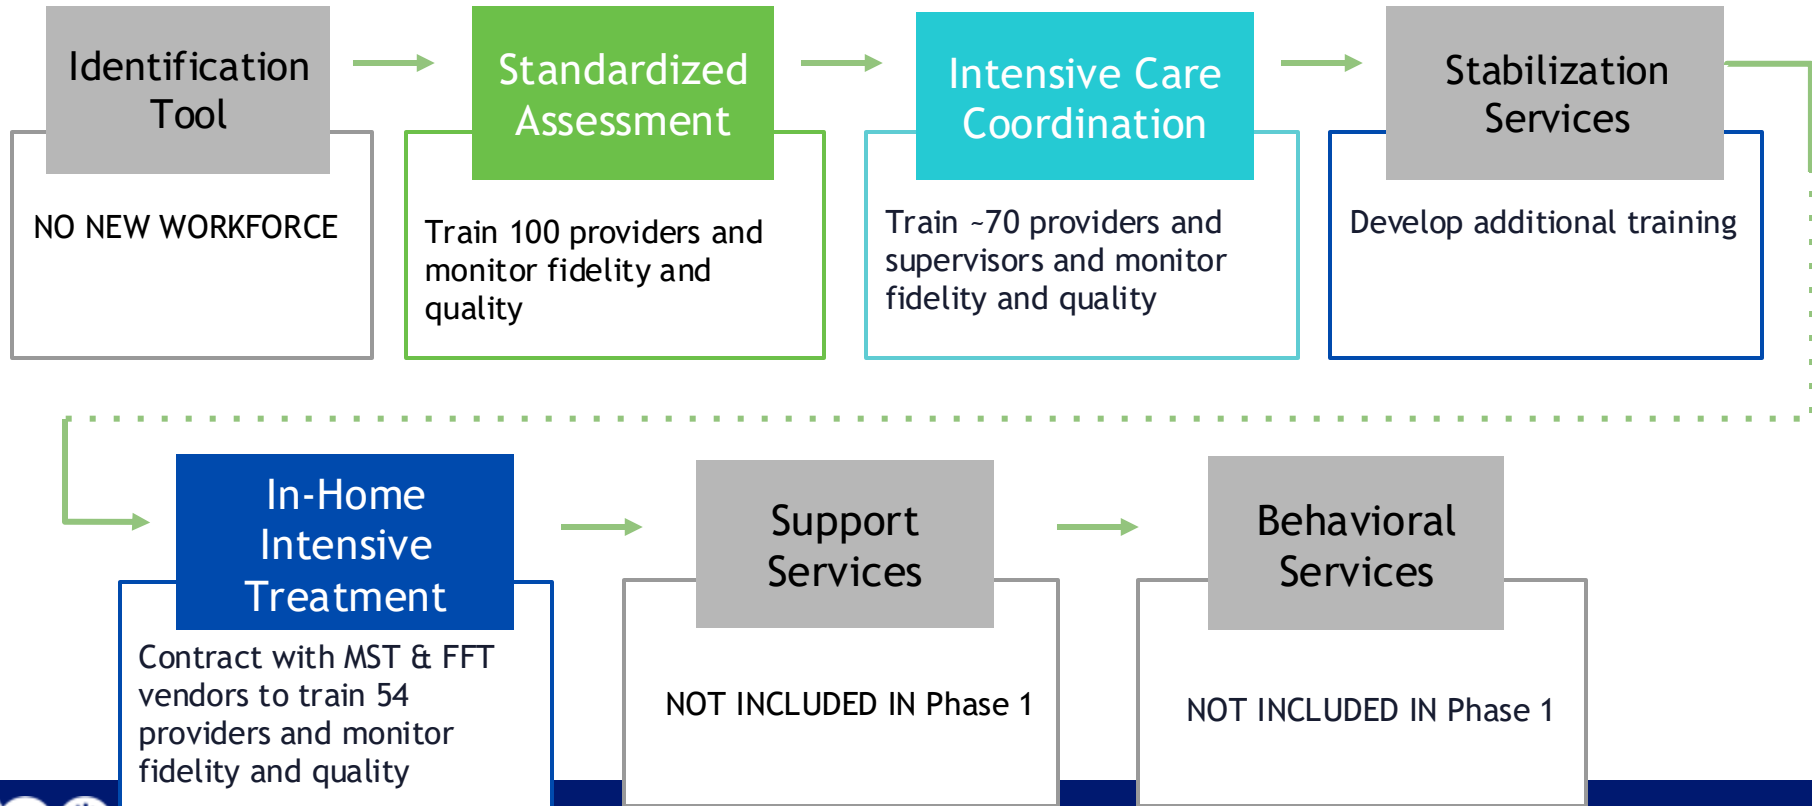 Identification
Tool
NO NEW WORKFORCE
Standardized
Assessment
Train 100 providers and
monitor fidelity and
quality
Intensive Care
Coordination
Train ~70 providers and
supervisors and monitor
fidelity and quality
Stabilization
Services
Develop additional training
In-Home
Intensive
Treatment
Contract with MST & FFT
vendors to train 54
providers and monitor
fidelity and quality
Support
Services
NOT INCLUDED IN Phase 1
Behavioral
Services
NOT INCLUDED IN Phase 1